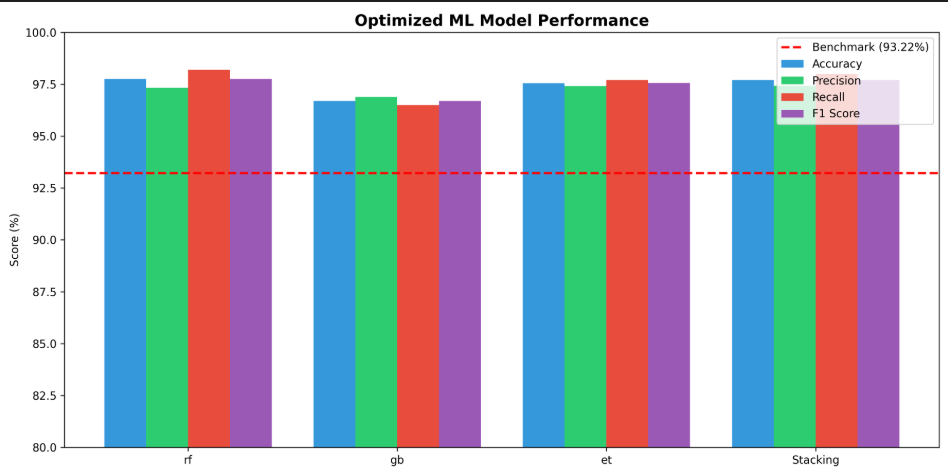 Optimized ML Model Performance
Score (%)
100.0
97.5
95.0
92.5
90.0
87.5
85.0
82.5
80.0
Benchmark (93.22%)
Accuracy
Precision
Recall
F1 Score
rf gb et Stacking